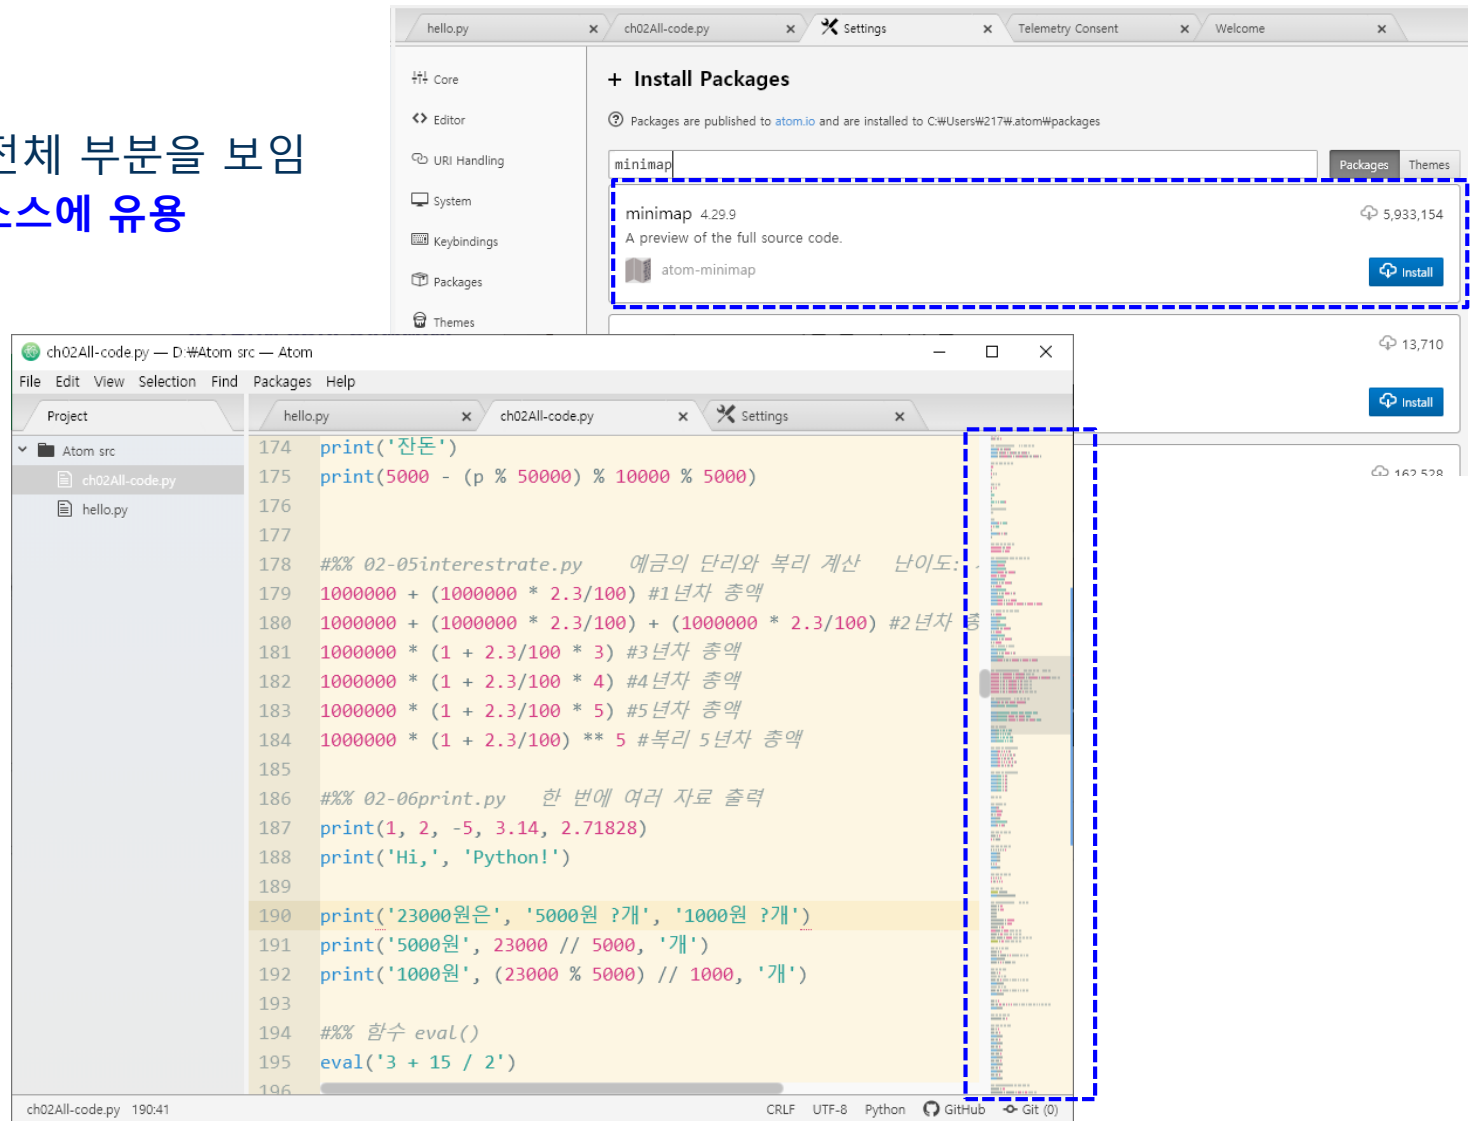 전체 부분을 보임
소스에 유용
hello.py
ch02All-code.py
Settings
Telemetry Consent
Welcome
Core
Editor
URI Handling
System
Keybindings
Packages
Themes
+ Install Packages
Packages are published to atom.io and are installed to C:₩Users₩217₩.atom₩packages
minimap
Packages Themes
minimap 4.29.9
5,933,154
A preview of the full source code.
atom-minimap
Install
13,710
Install
162,528
ch02All-code.py — D:₩Atom src — Atom
File Edit View Selection Find Packages Help
Project
hello.py
ch02All-code.py
Settings
Atom src
ch02All-code.py
hello.py
174 print('잔돈')
175 print(5000 - (p % 50000) % 10000 % 5000)
176
177
178 #%% 02-05interestrate.py 예금의 단리와 복리 계산 난이도:
179 1000000 + (1000000 * 2.3/100) #1년차 총액
180 1000000 + (1000000 * 2.3/100) + (1000000 * 2.3/100) #2년차 총
181 1000000 * (1 + 2.3/100 * 3) #3년차 총액
182 1000000 * (1 + 2.3/100 * 4) #4년차 총액
183 1000000 * (1 + 2.3/100 * 5) #5년차 총액
184 1000000 * (1 + 2.3/100) ** 5 #복리 5년차 총액
185
186 #%% 02-06print.py 한 번에 여러 자료 출력
187 print(1, 2, -5, 3.14, 2.71828)
188 print('Hi,', 'Python!')
189
190 print('23000원은', '5000원 ?개', '1000원 ?개')
191 print('5000원', 23000 // 5000, '개')
192 print('1000원', (23000 % 5000) // 1000, '개')
193
194 #%% 함수 eval()
195 eval('3 + 15 / 2')
196
ch02All-code.py 190:41
CRLF UTF-8 Python GitHub Git (0)